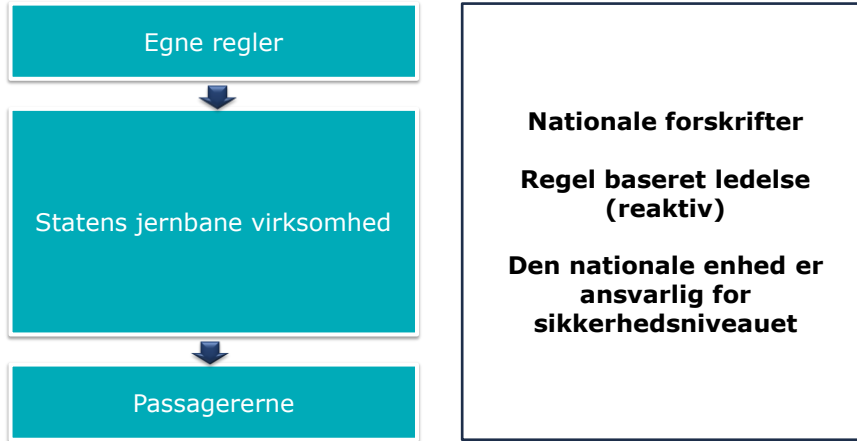 Egne regler
Statens jernbane virksomhed
Passagererne
Nationale forskrifter
Regel baseret ledelse
(reaktiv)
Den nationale enhed er
ansvarlig for
sikkerhedsniveauet